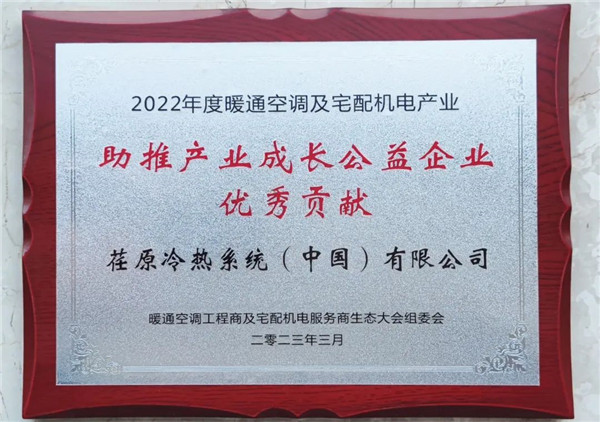 2022年度暖通空调及宅配机电产业
助推产业成长公益企业
优秀贡献
荏原冷热系统（中国）有限公司
暖通空调工程商及宅配机电服务商生态大会组委会
二零二三年三月